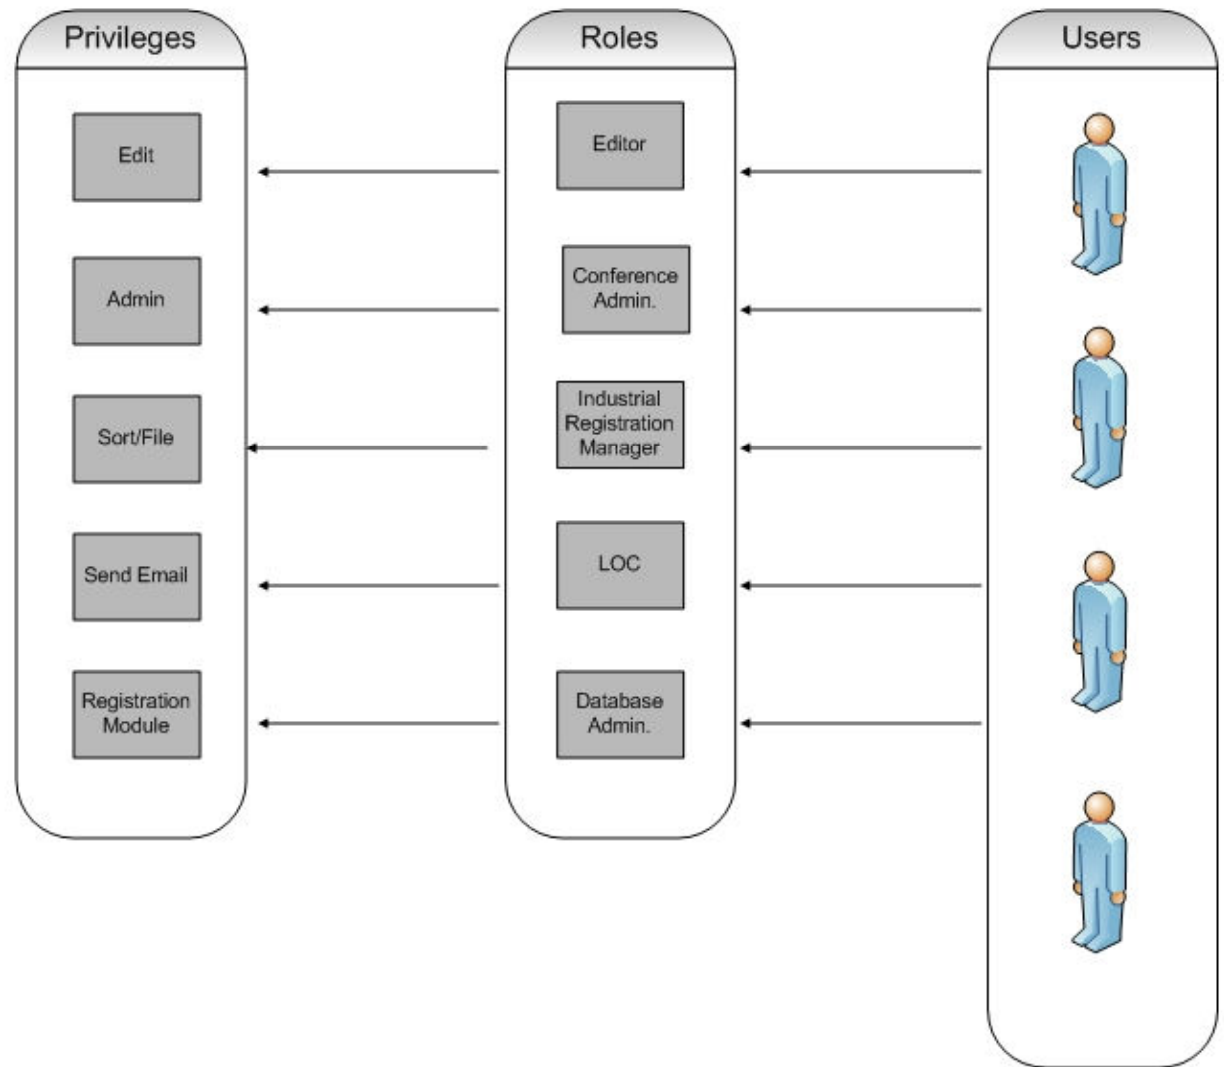 Privileges
Edit
Admin
Sort/File
Send Email
Registration
Module
Roles
Editor
Conference
Admin.
Industrial
Registration
Manager
LOC
Database
Admin.
Users